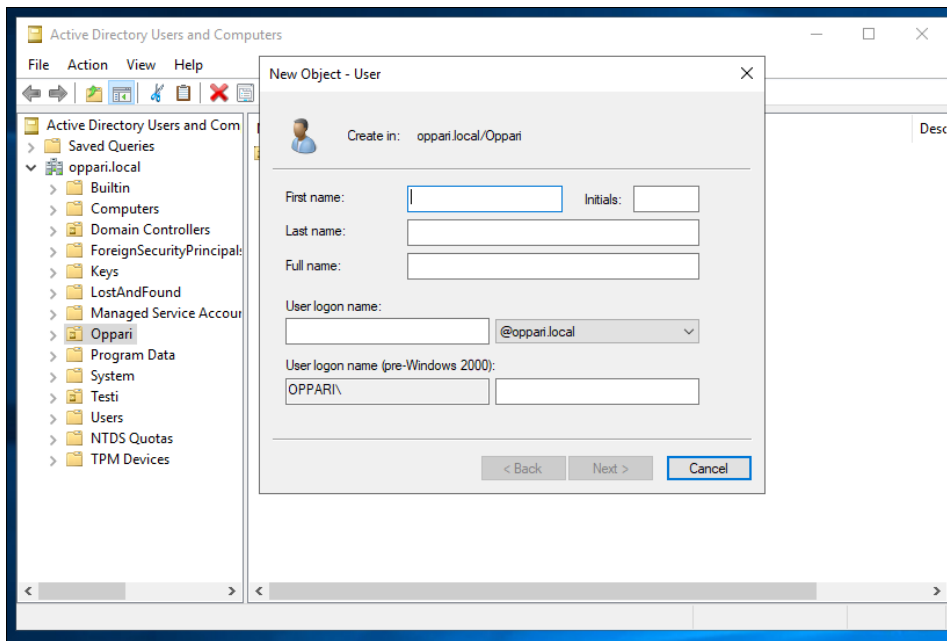 Active Directory Users and Computers
File Action View Help
Active Directory Users and Com
Saved Queries
oppari.local
Builtin
Computers
Domain Controllers
ForeignSecurityPrincipals
Keys
LostAndFound
Managed Service Accour
Oppari
Program Data
System
Testi
Users
NTDS Quotas
TPM Devices
Desc
New Object - User
Create in: oppari.local/Oppari
First name:
Initials:
Last name:
Full name:
User logon name:
@oppari.local
User logon name (pre-Windows 2000):
OPPARI\
< Back Next > Cancel